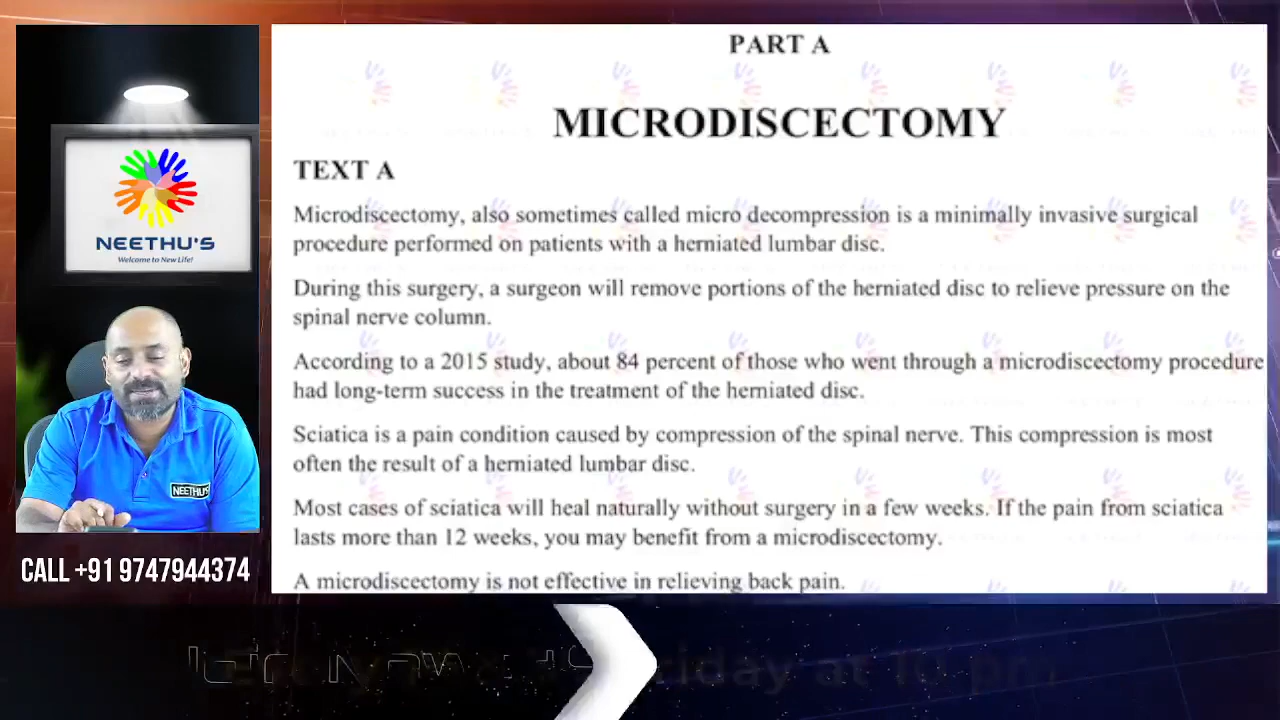 PART A
MICRODISCECTOMY
TEXT A
Microdiscectomy, also sometimes called micro decompression is a minimally invasive surgical
procedure performed on patients with a herniated lumbar disc.
During this surgery, a surgeon will remove portions of the herniated disc to relieve pressure on the
spinal nerve column.
According to a 2015 study, about 84 percent of those who went through a microdiscectomy procedure
had long-term success in the treatment of the herniated disc.
Sciatica is a pain condition caused by compression of the spinal nerve. This compression is most
often the result of a herniated lumbar disc.
Most cases of sciatica will heal naturally without surgery in a few weeks. If the pain from sciatica
lasts more than 12 weeks, you may benefit from a microdiscectomy.
A microdiscectomy is not effective in relieving back pain.
NEETHU'S
Welcome to New Life!
NEETHU'S
CALL +91 9747944374
at 10 pm